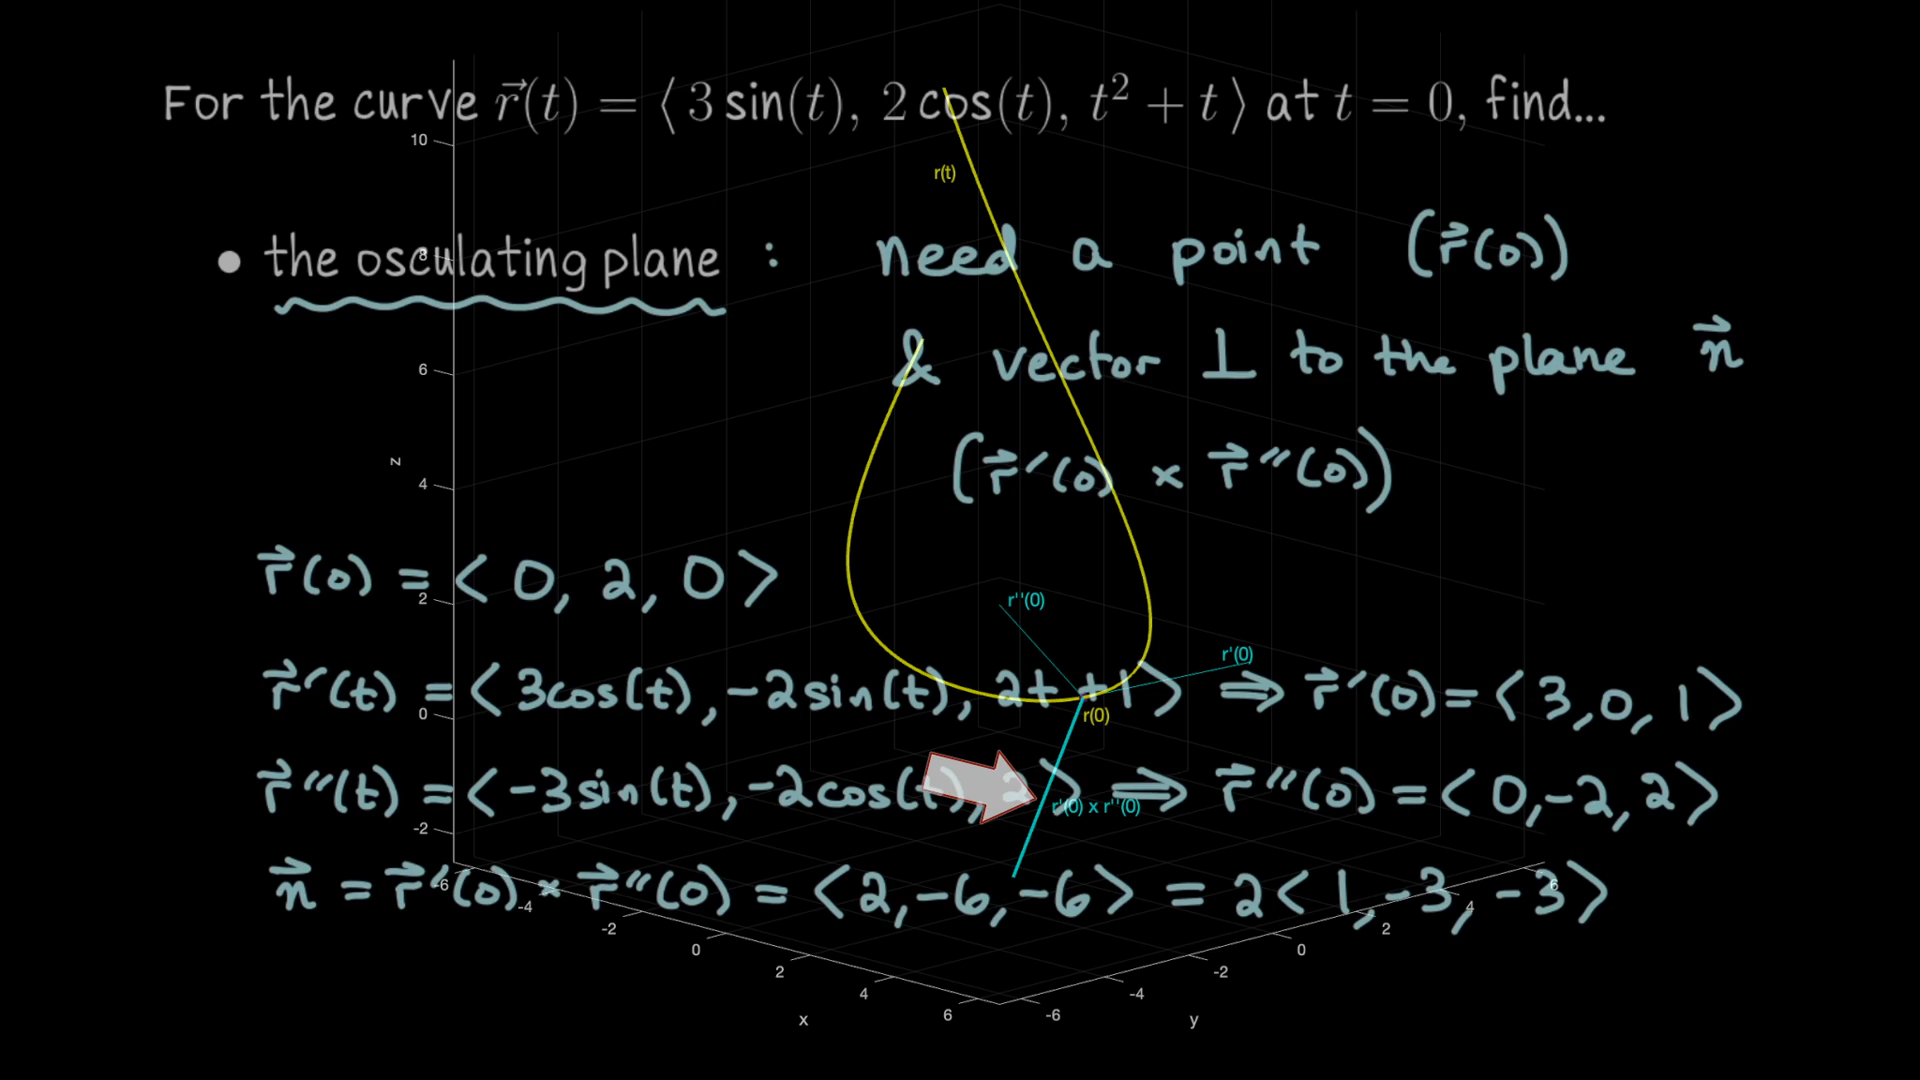 For the curve r⃗(t) = ⟨ 3 sin(t), 2 cos(t), t² + t ⟩ at t = 0, find...
10
r(t)
• the osculating plane : need a point (r⃗(0))
8
& vector ⊥ to the plane n⃗
6
z
(r⃗′(0) × r⃗″(0))
4
r⃗(0) = < 0, 2, 0 >
2
r''(0)
r'(0)
r⃗′(t) = < 3cos(t), -2sin(t), 2t + 1 > ⟹ r⃗′(0) = < 3, 0, 1 >
0
r(0)
r⃗″(t) = < -3sin(t), -2cos(t), 2 > ⟹ r⃗″(0) = < 0, -2, 2 >
r'(0) x r''(0)
-2
n⃗ = r⃗′(0) × r⃗″(0) = < 2, -6, -6 > = 2 < 1, -3, -3 >
-6 -4 -2 0 2 4 6
x
-6 -4 -2 0 2 4 6
y